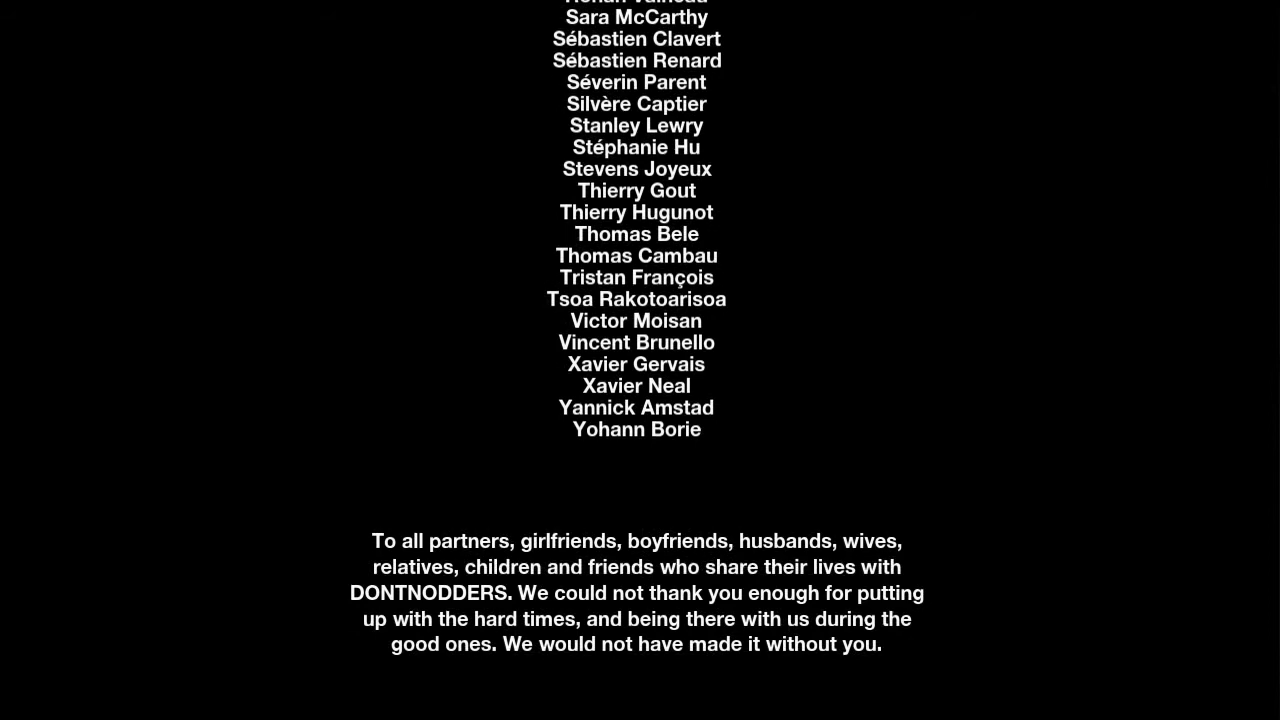 Sara McCarthy
Sébastien Clavert
Sébastien Renard
Séverin Parent
Silvère Captier
Stanley Lewry
Stéphanie Hu
Stevens Joyeux
Thierry Gout
Thierry Hugunot
Thomas Bele
Thomas Cambau
Tristan François
Tsoa Rakotoarisoa
Victor Moisan
Vincent Brunello
Xavier Gervais
Xavier Neal
Yannick Amstad
Yohann Borie
To all partners, girlfriends, boyfriends, husbands, wives,
relatives, children and friends who share their lives with
DONTNODDERS. We could not thank you enough for putting
up with the hard times, and being there with us during the
good ones. We would not have made it without you.